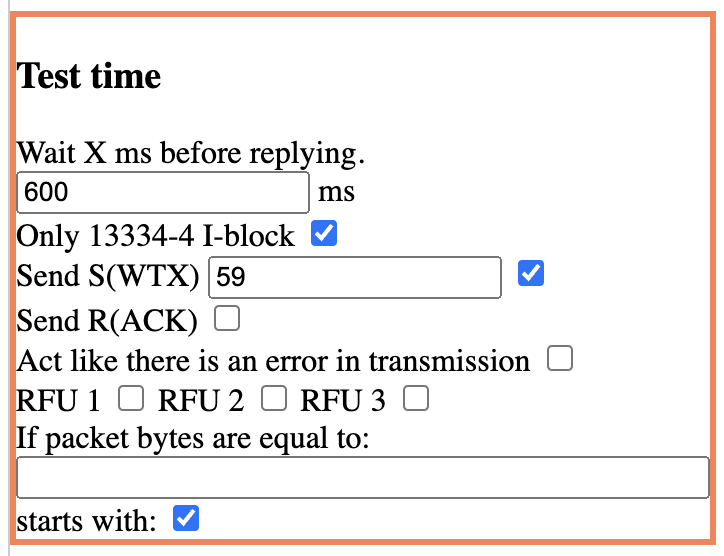 Test time
Wait X ms before replying.
600 ms
Only 13334-4 I-block
Send S(WTX) 59
Send R(ACK)
Act like there is an error in transmission
RFU 1 RFU 2 RFU 3
If packet bytes are equal to:
starts with: